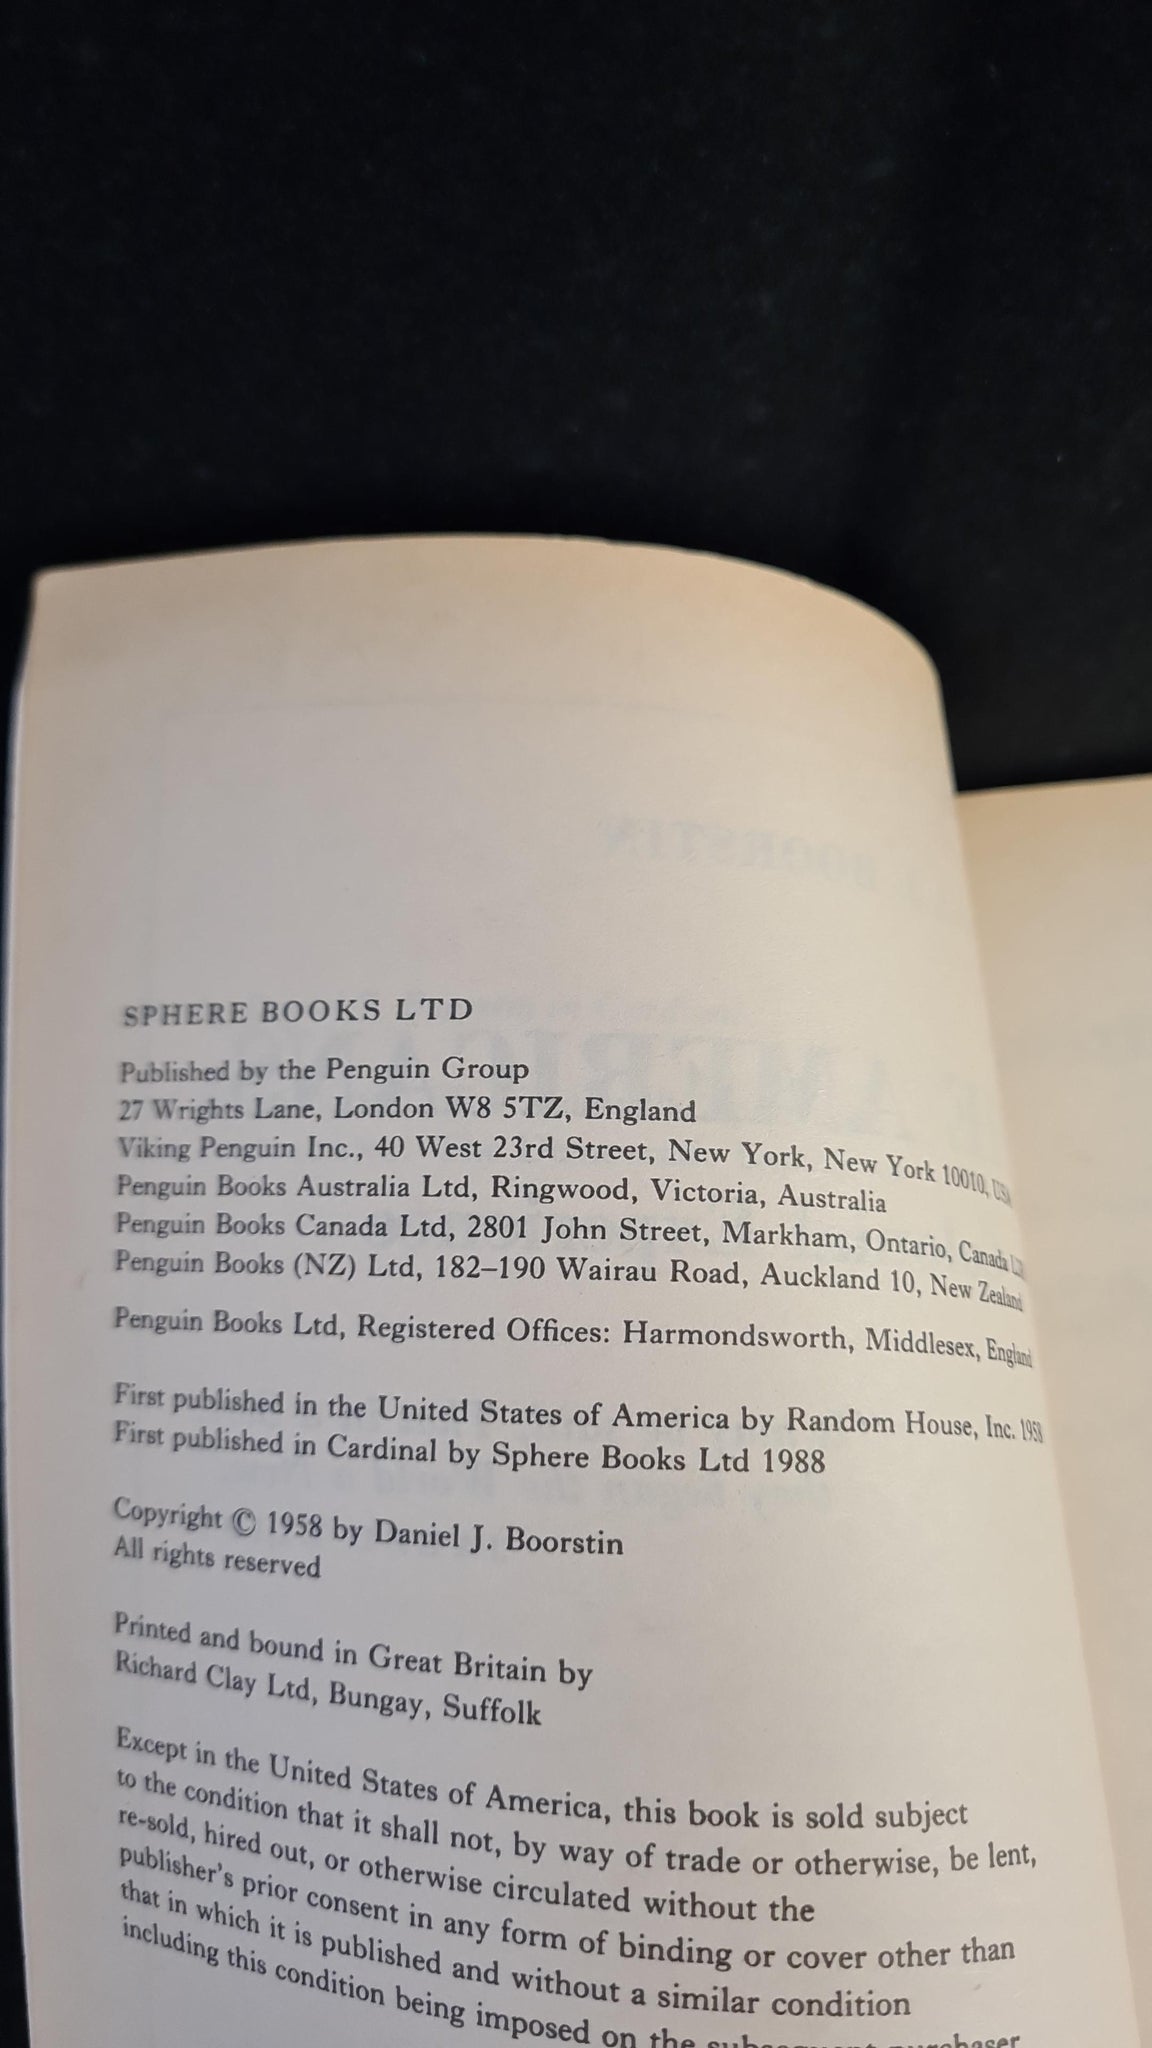 SPHERE BOOKS LTD
Published by the Penguin Group
27 Wrights Lane, London W8 5TZ, England
Viking Penguin Inc., 40 West 23rd Street, New York, New York 10010, USA
Penguin Books Australia Ltd, Ringwood, Victoria, Australia
Penguin Books Canada Ltd, 2801 John Street, Markham, Ontario, Canada
Penguin Books (NZ) Ltd, 182–190 Wairau Road, Auckland 10, New Zealand
Penguin Books Ltd, Registered Offices: Harmondsworth, Middlesex, England
First published in the United States of America by Random House, Inc. 1958
First published in Cardinal by Sphere Books Ltd 1988
Copyright © 1958 by Daniel J. Boorstin
All rights reserved
Printed and bound in Great Britain by
Richard Clay Ltd, Bungay, Suffolk
Except in the United States of America, this book is sold subject
to the condition that it shall not, by way of trade or otherwise, be lent,
re-sold, hired out, or otherwise circulated without the
publisher's prior consent in any form of binding or cover other than
that in which it is published and without a similar condition
including this condition being imposed on the subsequent purchaser